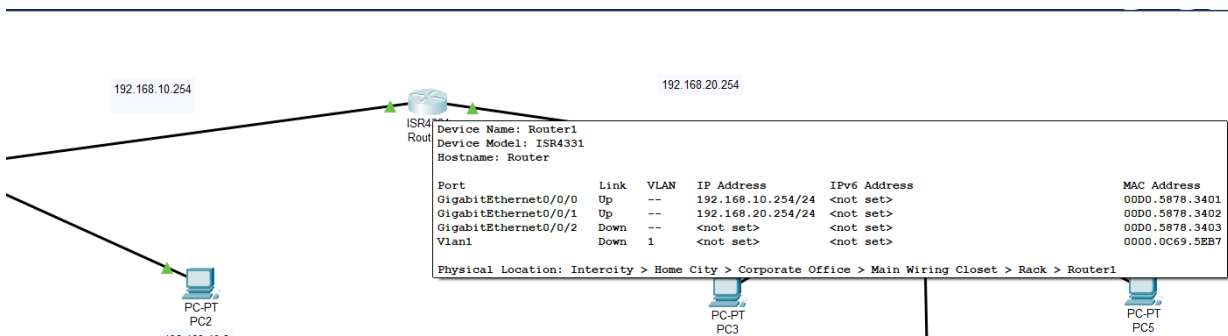 192.168.10.254
192.168.20.254
ISR4
Rout
Device Name: Router1
Device Model: ISR4331
Hostname: Router
Port Link VLAN IP Address IPv6 Address MAC Address
GigabitEthernet0/0/0 Up -- 192.168.10.254/24 <not set> 00D0.5878.3401
GigabitEthernet0/0/1 Up -- 192.168.20.254/24 <not set> 00D0.5878.3402
GigabitEthernet0/0/2 Down -- <not set> <not set> 00D0.5878.3403
Vlan1 Down 1 <not set> <not set> 0000.0C69.5EB7
Physical Location: Intercity > Home City > Corporate Office > Main Wiring Closet > Rack > Router1
PC-PT
PC2
PC-PT
PC3
PC-PT
PC5